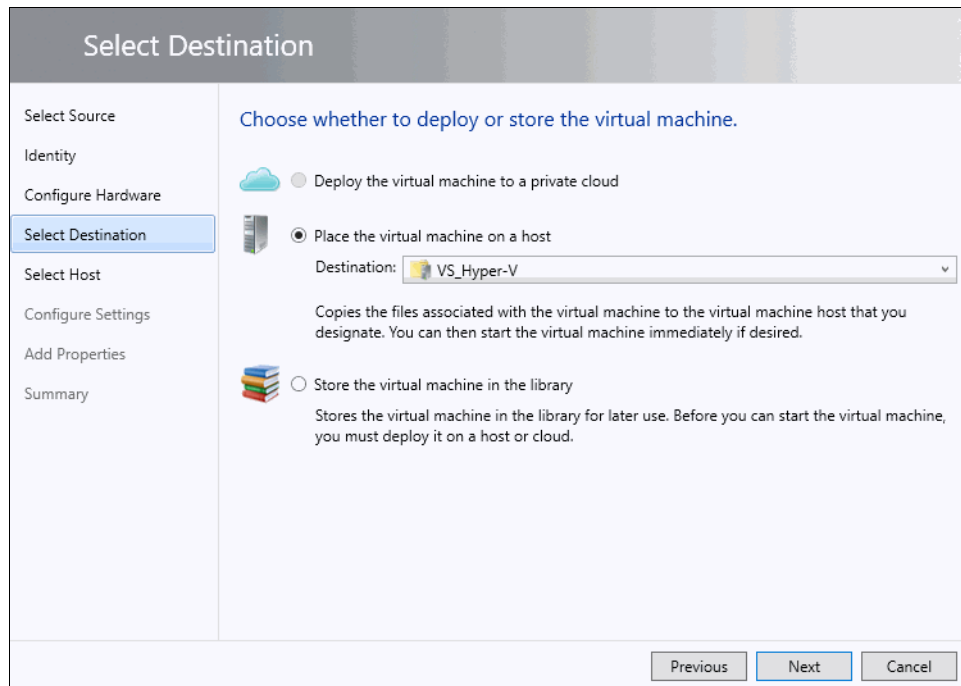 Select Destination
Select Source
Identity
Configure Hardware
Select Destination
Select Host
Configure Settings
Add Properties
Summary
Choose whether to deploy or store the virtual machine.
Deploy the virtual machine to a private cloud
Place the virtual machine on a host
Destination: VS_Hyper-V
Copies the files associated with the virtual machine to the virtual machine host that you
designate. You can then start the virtual machine immediately if desired.
Store the virtual machine in the library
Stores the virtual machine in the library for later use. Before you can start the virtual machine,
you must deploy it on a host or cloud.
Previous Next Cancel